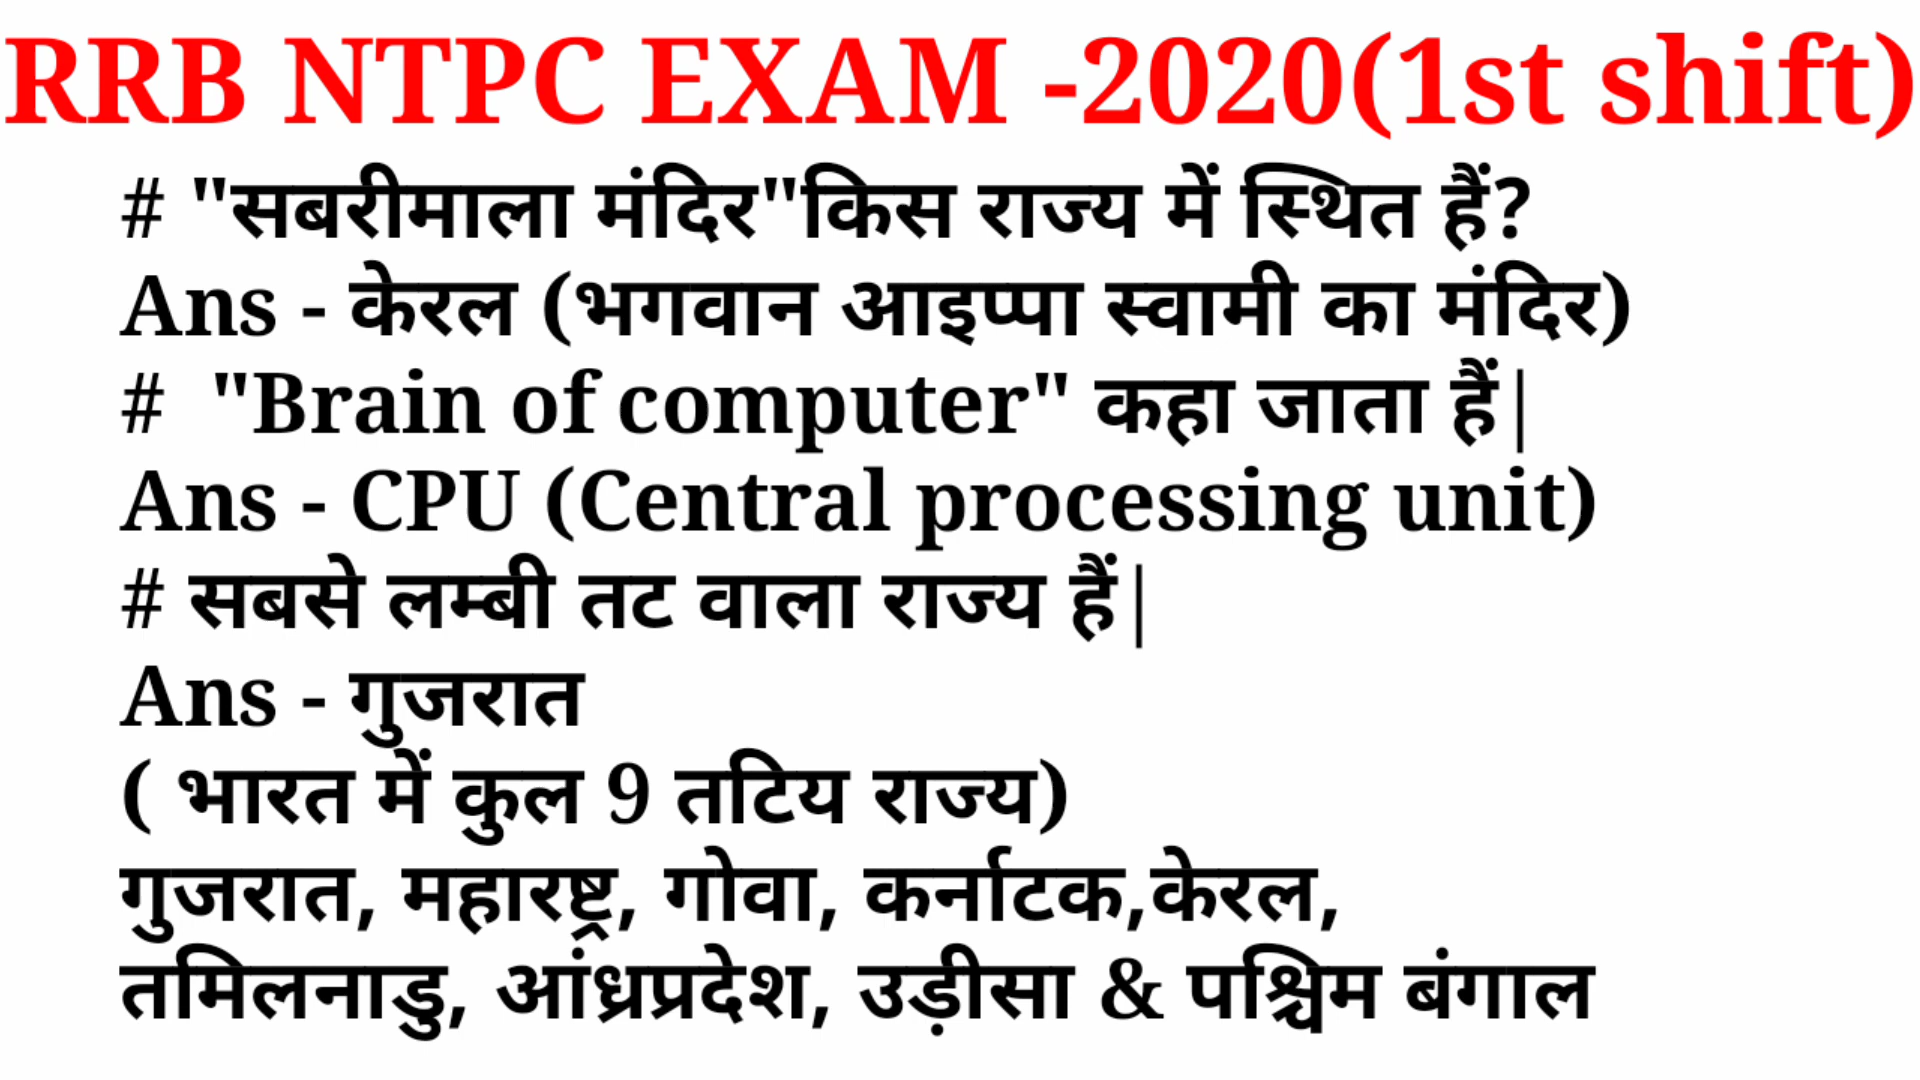 RRB NTPC EXAM -2020(1st shift)
# "सबरीमाला मंदिर"किस राज्य में स्थित हैं?
Ans - केरल (भगवान आइप्पा स्वामी का मंदिर)
# "Brain of computer" कहा जाता हैं|
Ans - CPU (Central processing unit)
# सबसे लम्बी तट वाला राज्य हैं|
Ans - गुजरात
( भारत में कुल 9 तटिय राज्य)
गुजरात, महारष्ट्र, गोवा, कर्नाटक,केरल,
तमिलनाडु, आंध्रप्रदेश, उड़ीसा & पश्चिम बंगाल